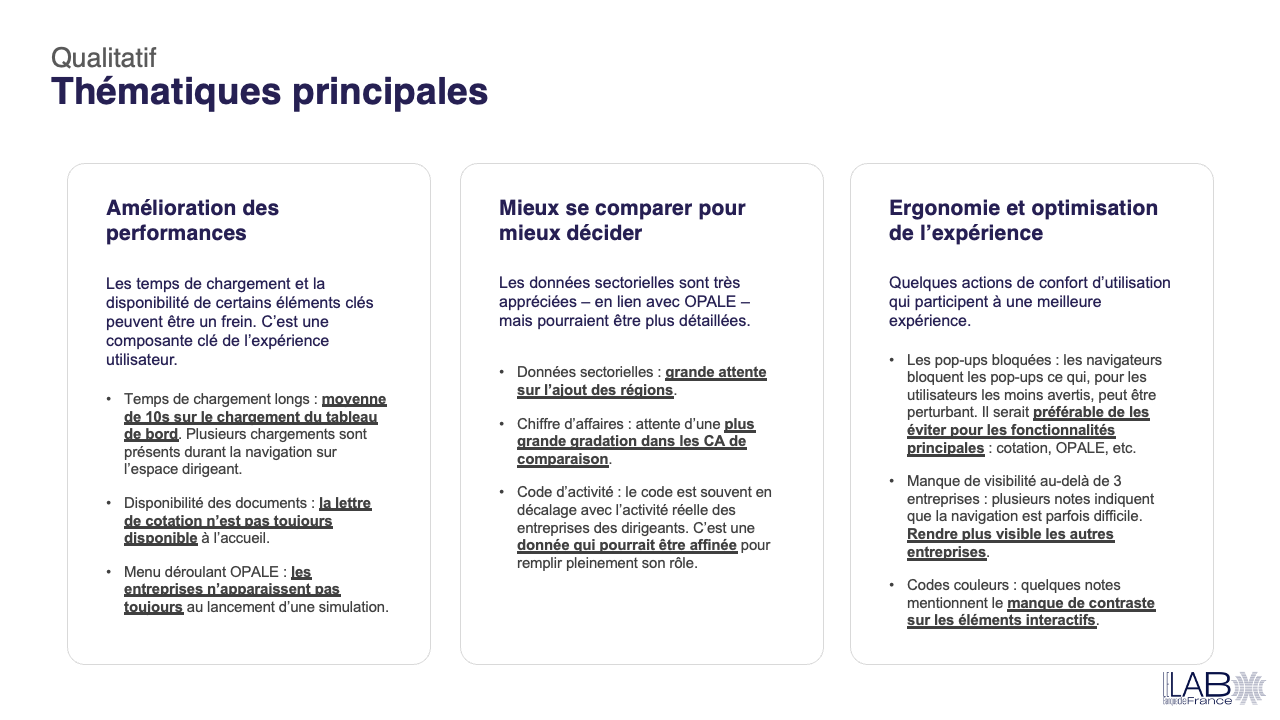 Qualitatif
Thématiques principales
Amélioration des
performances
Les temps de chargement et la
disponibilité de certains éléments clés
peuvent être un frein. C’est une
composante clé de l’expérience
utilisateur.
• Temps de chargement longs : moyenne
de 10s sur le chargement du tableau
de bord. Plusieurs chargements sont
présents durant la navigation sur
l’espace dirigeant.
• Disponibilité des documents : la lettre
de cotation n’est pas toujours
disponible à l’accueil.
• Menu déroulant OPALE : les
entreprises n’apparaissent pas
toujours au lancement d’une simulation.
Mieux se comparer pour
mieux décider
Les données sectorielles sont très
appréciées – en lien avec OPALE –
mais pourraient être plus détaillées.
• Données sectorielles : grande attente
sur l’ajout des régions.
• Chiffre d’affaires : attente d’une plus
grande gradation dans les CA de
comparaison.
• Code d’activité : le code est souvent en
décalage avec l’activité réelle des
entreprises des dirigeants. C’est une
donnée qui pourrait être affinée pour
remplir pleinement son rôle.
Ergonomie et optimisation
de l’expérience
Quelques actions de confort d’utilisation
qui participent à une meilleure
expérience.
• Les pop-ups bloquées : les navigateurs
bloquent les pop-ups ce qui, pour les
utilisateurs les moins avertis, peut être
perturbant. Il serait préférable de les
éviter pour les fonctionnalités
principales : cotation, OPALE, etc.
• Manque de visibilité au-delà de 3
entreprises : plusieurs notes indiquent
que la navigation est parfois difficile.
Rendre plus visible les autres
entreprises.
• Codes couleurs : quelques notes
mentionnent le manque de contraste
sur les éléments interactifs.
LAB
BanquedeFrance